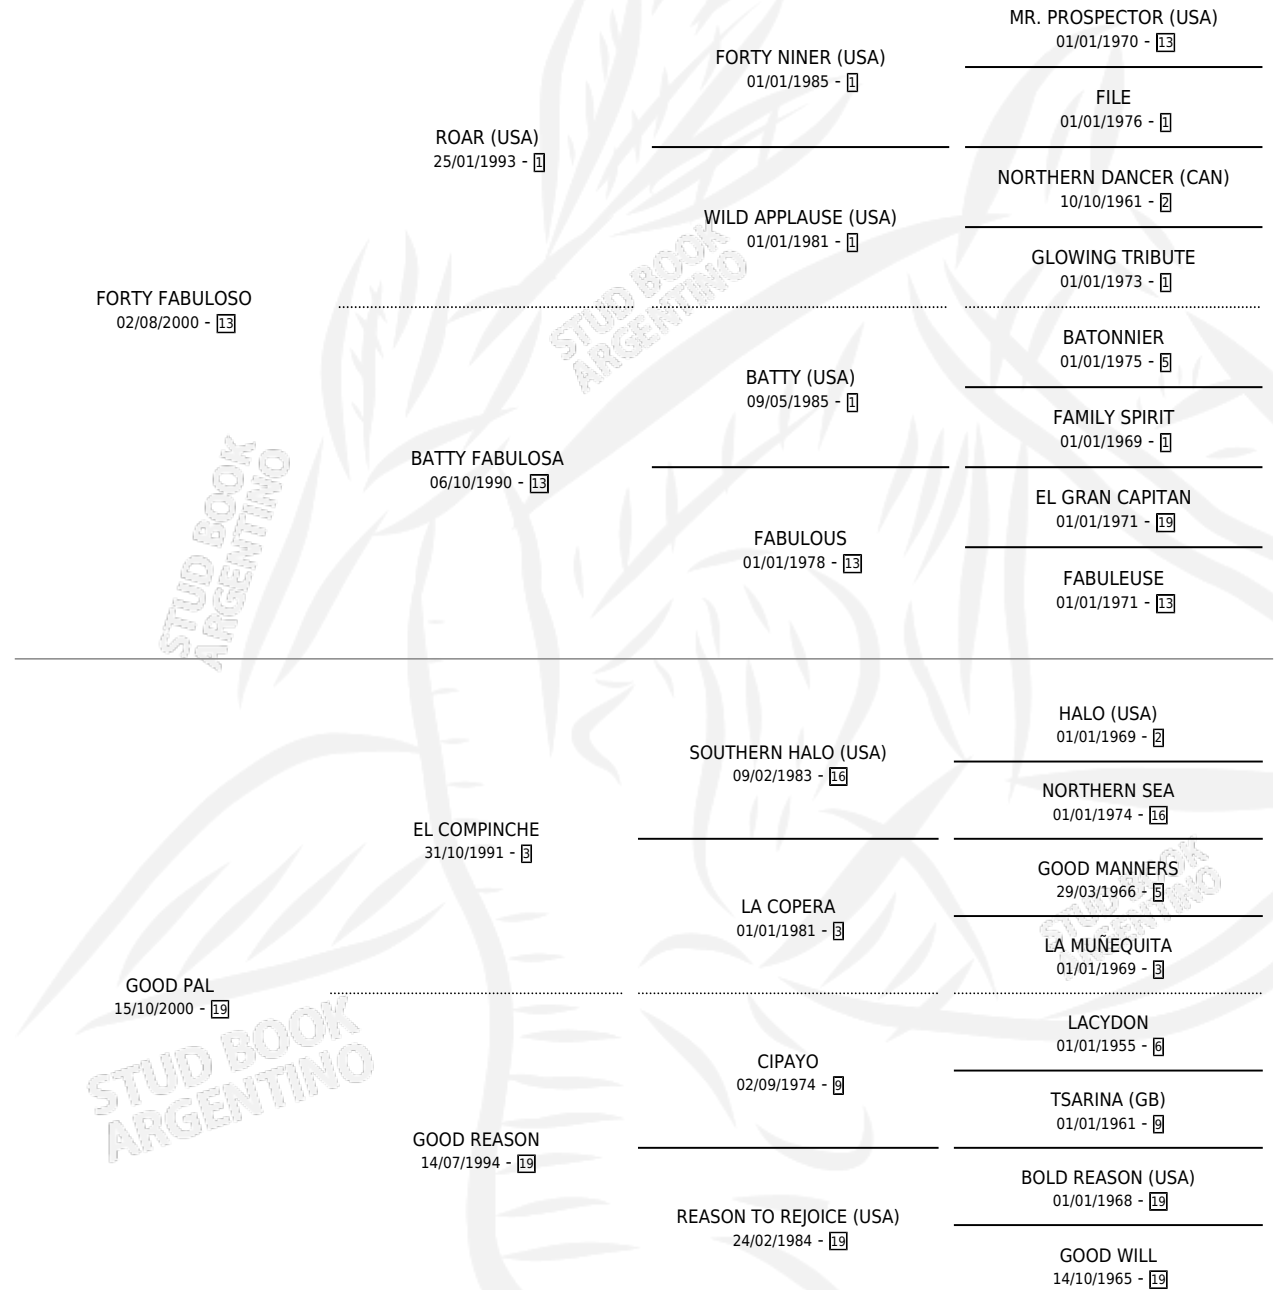 MR. PROSPECTOR (USA)
01/01/1970 - 13
FORTY NINER (USA)
01/01/1985 - 1
FILE
01/01/1976 - 1
ROAR (USA)
25/01/1993 - 1
NORTHERN DANCER (CAN)
10/10/1961 - 2
WILD APPLAUSE (USA)
01/01/1981 - 1
GLOWING TRIBUTE
01/01/1973 - 1
FORTY FABULOSO
02/08/2000 - 13
BATONNIER
01/01/1975 - 5
BATTY (USA)
09/05/1985 - 1
FAMILY SPIRIT
01/01/1969 - 1
BATTY FABULOSA
06/10/1990 - 13
EL GRAN CAPITAN
01/01/1971 - 19
FABULOUS
01/01/1978 - 13
FABULEUSE
01/01/1971 - 13
HALO (USA)
01/01/1969 - 2
SOUTHERN HALO (USA)
09/02/1983 - 16
NORTHERN SEA
01/01/1974 - 16
EL COMPINCHE
31/10/1991 - 3
GOOD MANNERS
29/03/1966 - 5
LA COPERA
01/01/1981 - 3
LA MUÑEQUITA
01/01/1969 - 3
GOOD PAL
15/10/2000 - 19
LACYDON
01/01/1955 - 6
CIPAYO
02/09/1974 - 9
TSARINA (GB)
01/01/1961 - 9
GOOD REASON
14/07/1994 - 19
BOLD REASON (USA)
01/01/1968 - 19
REASON TO REJOICE (USA)
24/02/1984 - 19
GOOD WILL
14/10/1965 - 19
STUD BOOK
ARGENTINO
STUD BOOK
ARGENTINO
STUD BOOK
ARGENTINO
STUD BOOK
ARGENTINO